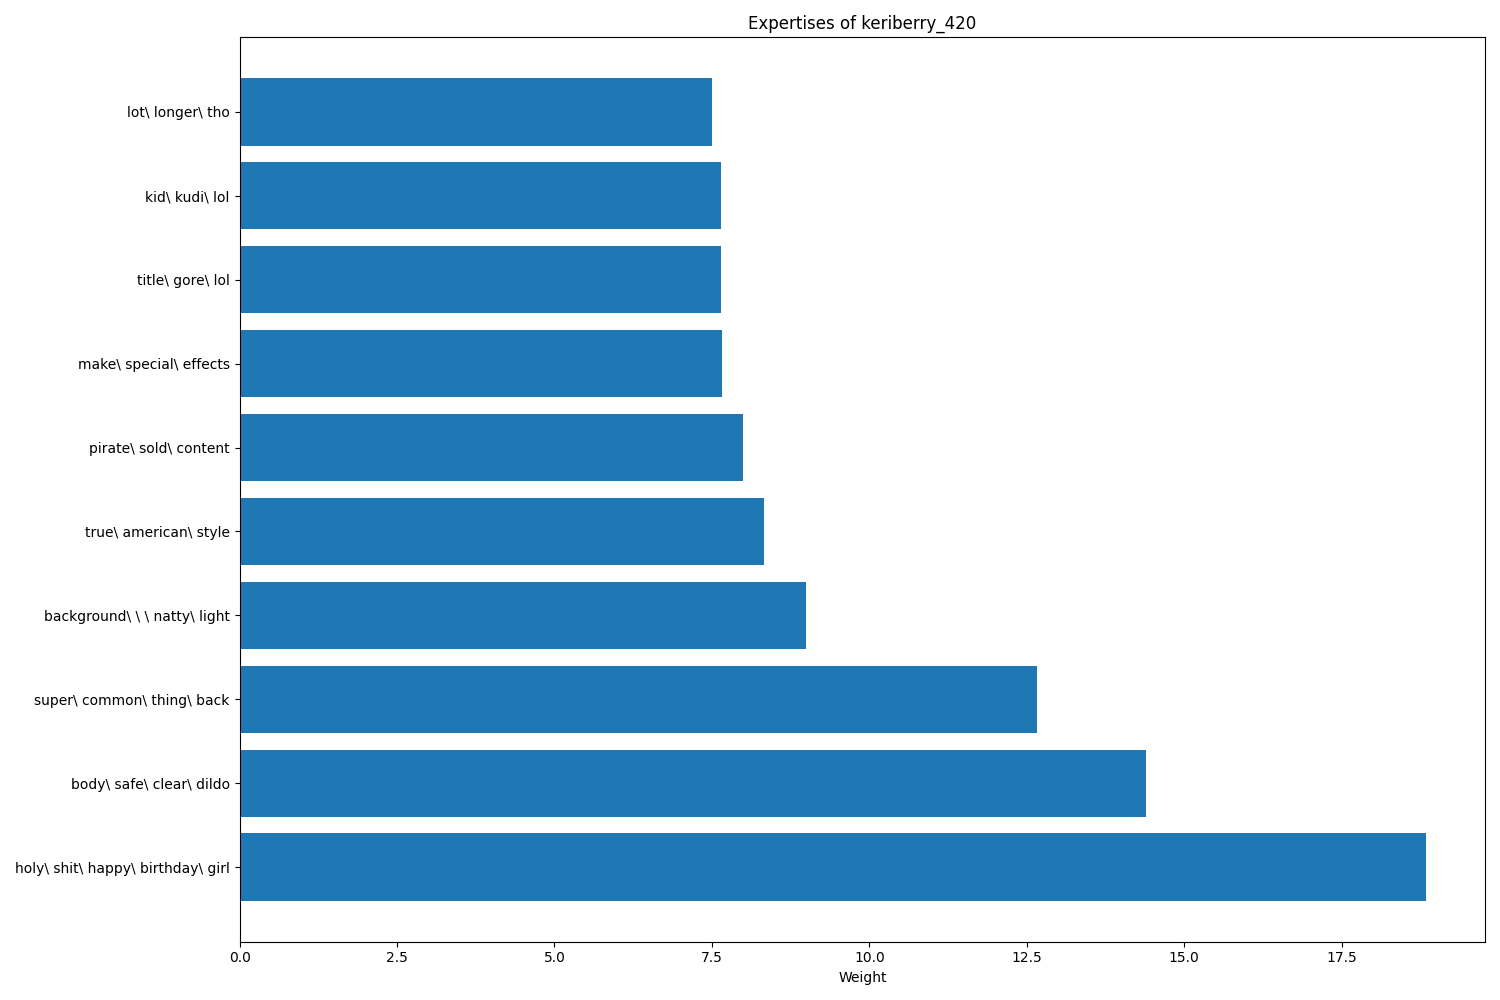 Expertises of keriberry_420
lot\ longer\ tho
kid\ kudi\ lol
title\ gore\ lol
make\ special\ effects
pirate\ sold\ content
true\ american\ style
background\ \ \ natty\ light
super\ common\ thing\ back
body\ safe\ clear\ dildo
holy\ shit\ happy\ birthday\ girl
0.0 2.5 5.0 7.5 10.0 12.5 15.0 17.5
Weight